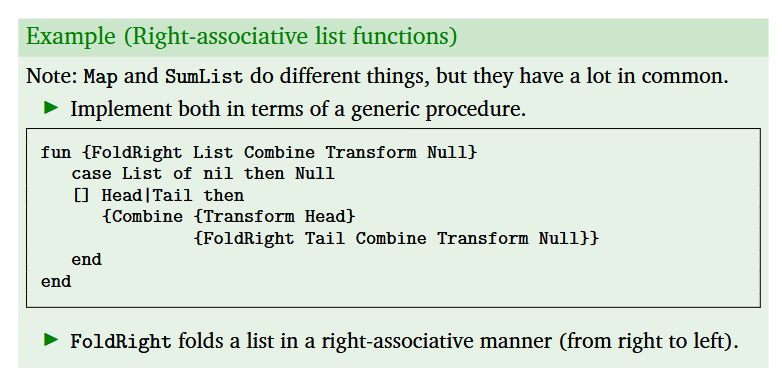 Example (Right-associative list functions)
Note: Map and SumList do different things, but they have a lot in common.
▶ Implement both in terms of a generic procedure.
fun {FoldRight List Combine Transform Null}
   case List of nil then Null
   [] Head|Tail then
      {Combine {Transform Head}
               {FoldRight Tail Combine Transform Null}}
   end
end
▶ FoldRight folds a list in a right-associative manner (from right to left).